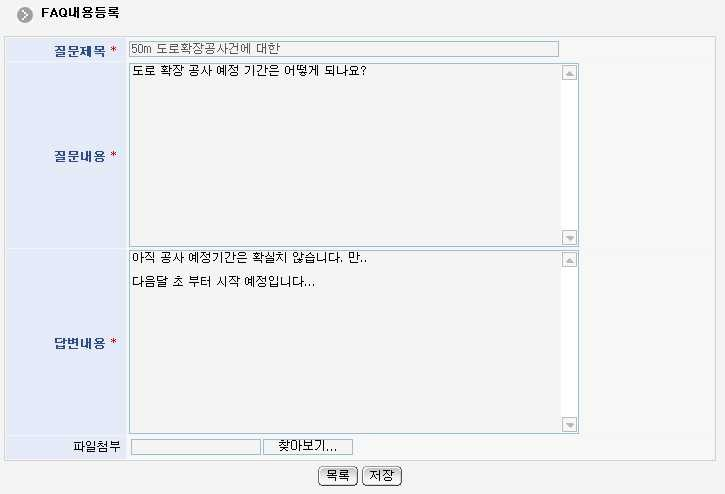 FAQ내용등록
질문제목 *
50m 도로확장공사건에 대한
질문내용 *
도로 확장 공사 예정 기간은 어떻게 되나요?
답변내용 *
아직 공사 예정기간은 확실치 않습니다. 만..
다음달 초 부터 시작 예정입니다...
파일첨부
찾아보기...
목록 저장